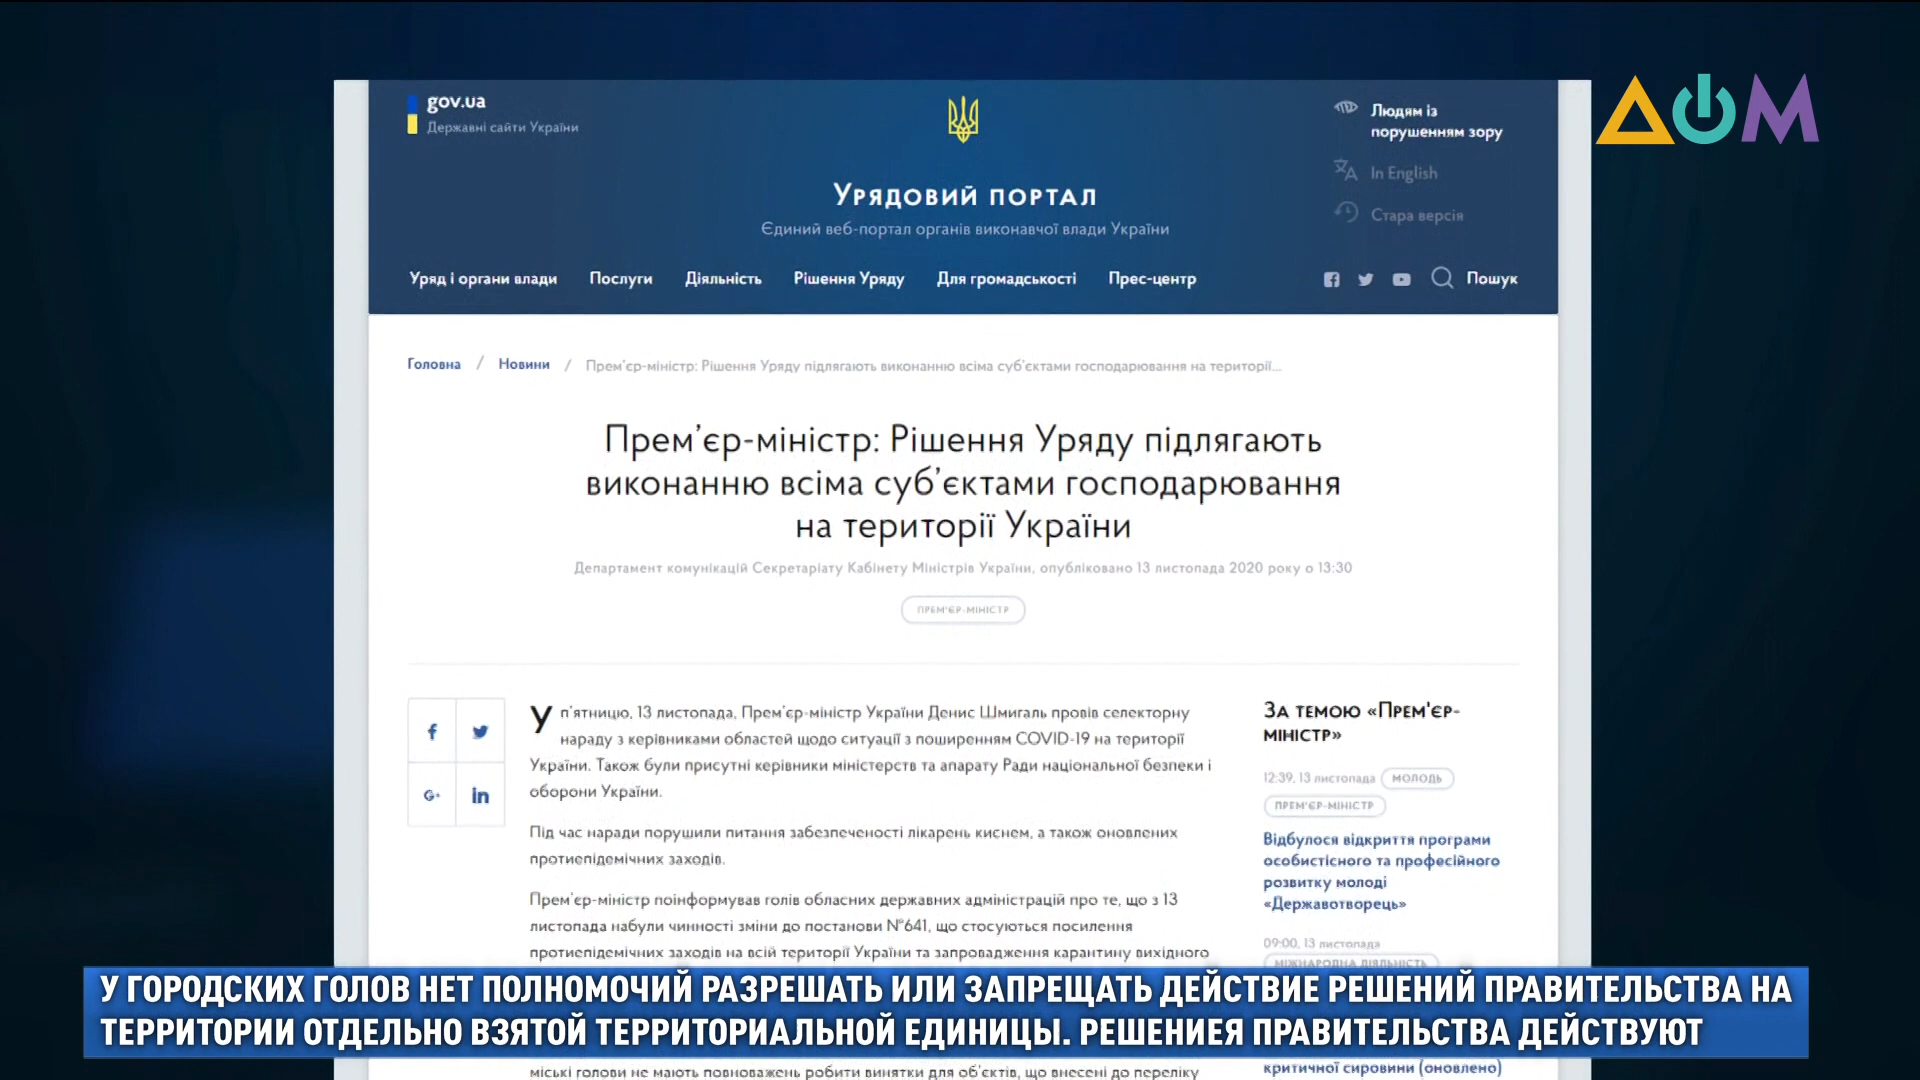 gov.ua
Державні сайти України
Людям із
порушенням зору
In English
Стара версія
ДОМ
Урядовий портал
Єдиний веб-портал органів виконавчої влади України
Уряд і органи влади Послуги Діяльність Рішення Уряду Для громадськості Прес-центр Пошук
Головна / Новини / Прем’єр-міністр: Рішення Уряду підлягають виконанню всіма суб’єктами господарювання на території...
Прем’єр-міністр: Рішення Уряду підлягають
виконанню всіма суб’єктами господарювання
на території України
Департамент комунікацій Секретаріату Кабінету Міністрів України, опубліковано 13 листопада 2020 року о 13:30
ПРЕМ'ЄР-МІНІСТР
У п’ятницю, 13 листопада, Прем’єр-міністр України Денис Шмигаль провів селекторну
нараду з керівниками областей щодо ситуації з поширенням COVID-19 на території
України. Також були присутні керівники міністерств та апарату Ради національної безпеки і
оборони України.
Під час наради порушили питання забезпеченості лікарень киснем, а також оновлених
протиепідемічних заходів.
Прем’єр-міністр поінформував голів обласних державних адміністрацій про те, що з 13
листопада набули чинності зміни до постанови №641, що стосуються посилення
протиепідемічних заходів на всій території України та запровадження карантину вихідного
міські голови не мають повноважень робити винятки для об’єктів, що внесені до переліку
За темою «Прем'єр-
міністр»
12:39, 13 листопада МОЛОДЬ
ПРЕМ'ЄР-МІНІСТР
Відбулося відкриття програми
особистісного та професійного
розвитку молоді
«Державотворець»
09:00, 13 листопада
МІЖНАРОДНА ДІЯЛЬНІСТЬ
критичної сировини (оновлено)
У ГОРОДСКИХ ГОЛОВ НЕТ ПОЛНОМОЧИЙ РАЗРЕШАТЬ ИЛИ ЗАПРЕЩАТЬ ДЕЙСТВИЕ РЕШЕНИЙ ПРАВИТЕЛЬСТВА НА
ТЕРРИТОРИИ ОТДЕЛЬНО ВЗЯТОЙ ТЕРРИТОРИАЛЬНОЙ ЕДИНИЦЫ. РЕШЕНИЕЯ ПРАВИТЕЛЬСТВА ДЕЙСТВУЮТ